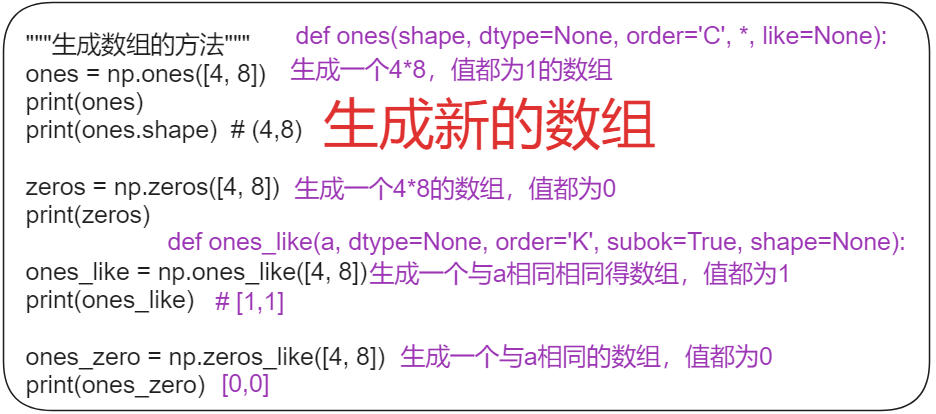 """生成数组的方法""" def ones(shape, dtype=None, order='C', *, like=None):
ones = np.ones([4, 8]) 生成一个4*8，值都为1的数组
print(ones)
print(ones.shape) # (4,8)
生成新的数组
zeros = np.zeros([4, 8]) 生成一个4*8的数组，值都为0
print(zeros)
def ones_like(a, dtype=None, order='K', subok=True, shape=None):
ones_like = np.ones_like([4, 8]) 生成一个与a相同相同得数组，值都为1
print(ones_like) # [1,1]
ones_zero = np.zeros_like([4, 8]) 生成一个与a相同的数组，值都为0
print(ones_zero) [0,0]